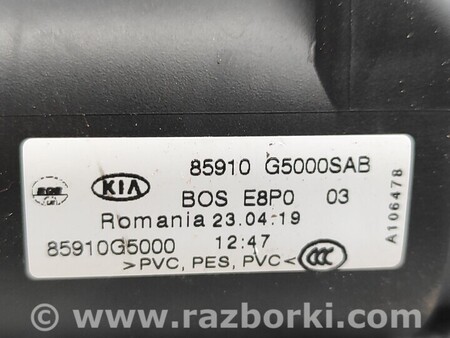 85910 G5000SAB
KIA
BOS E8P0 03
Romania 23.04.19
85910G5000 12:47
>PVC, PES, PVC<
A106478
© www.razborki.com